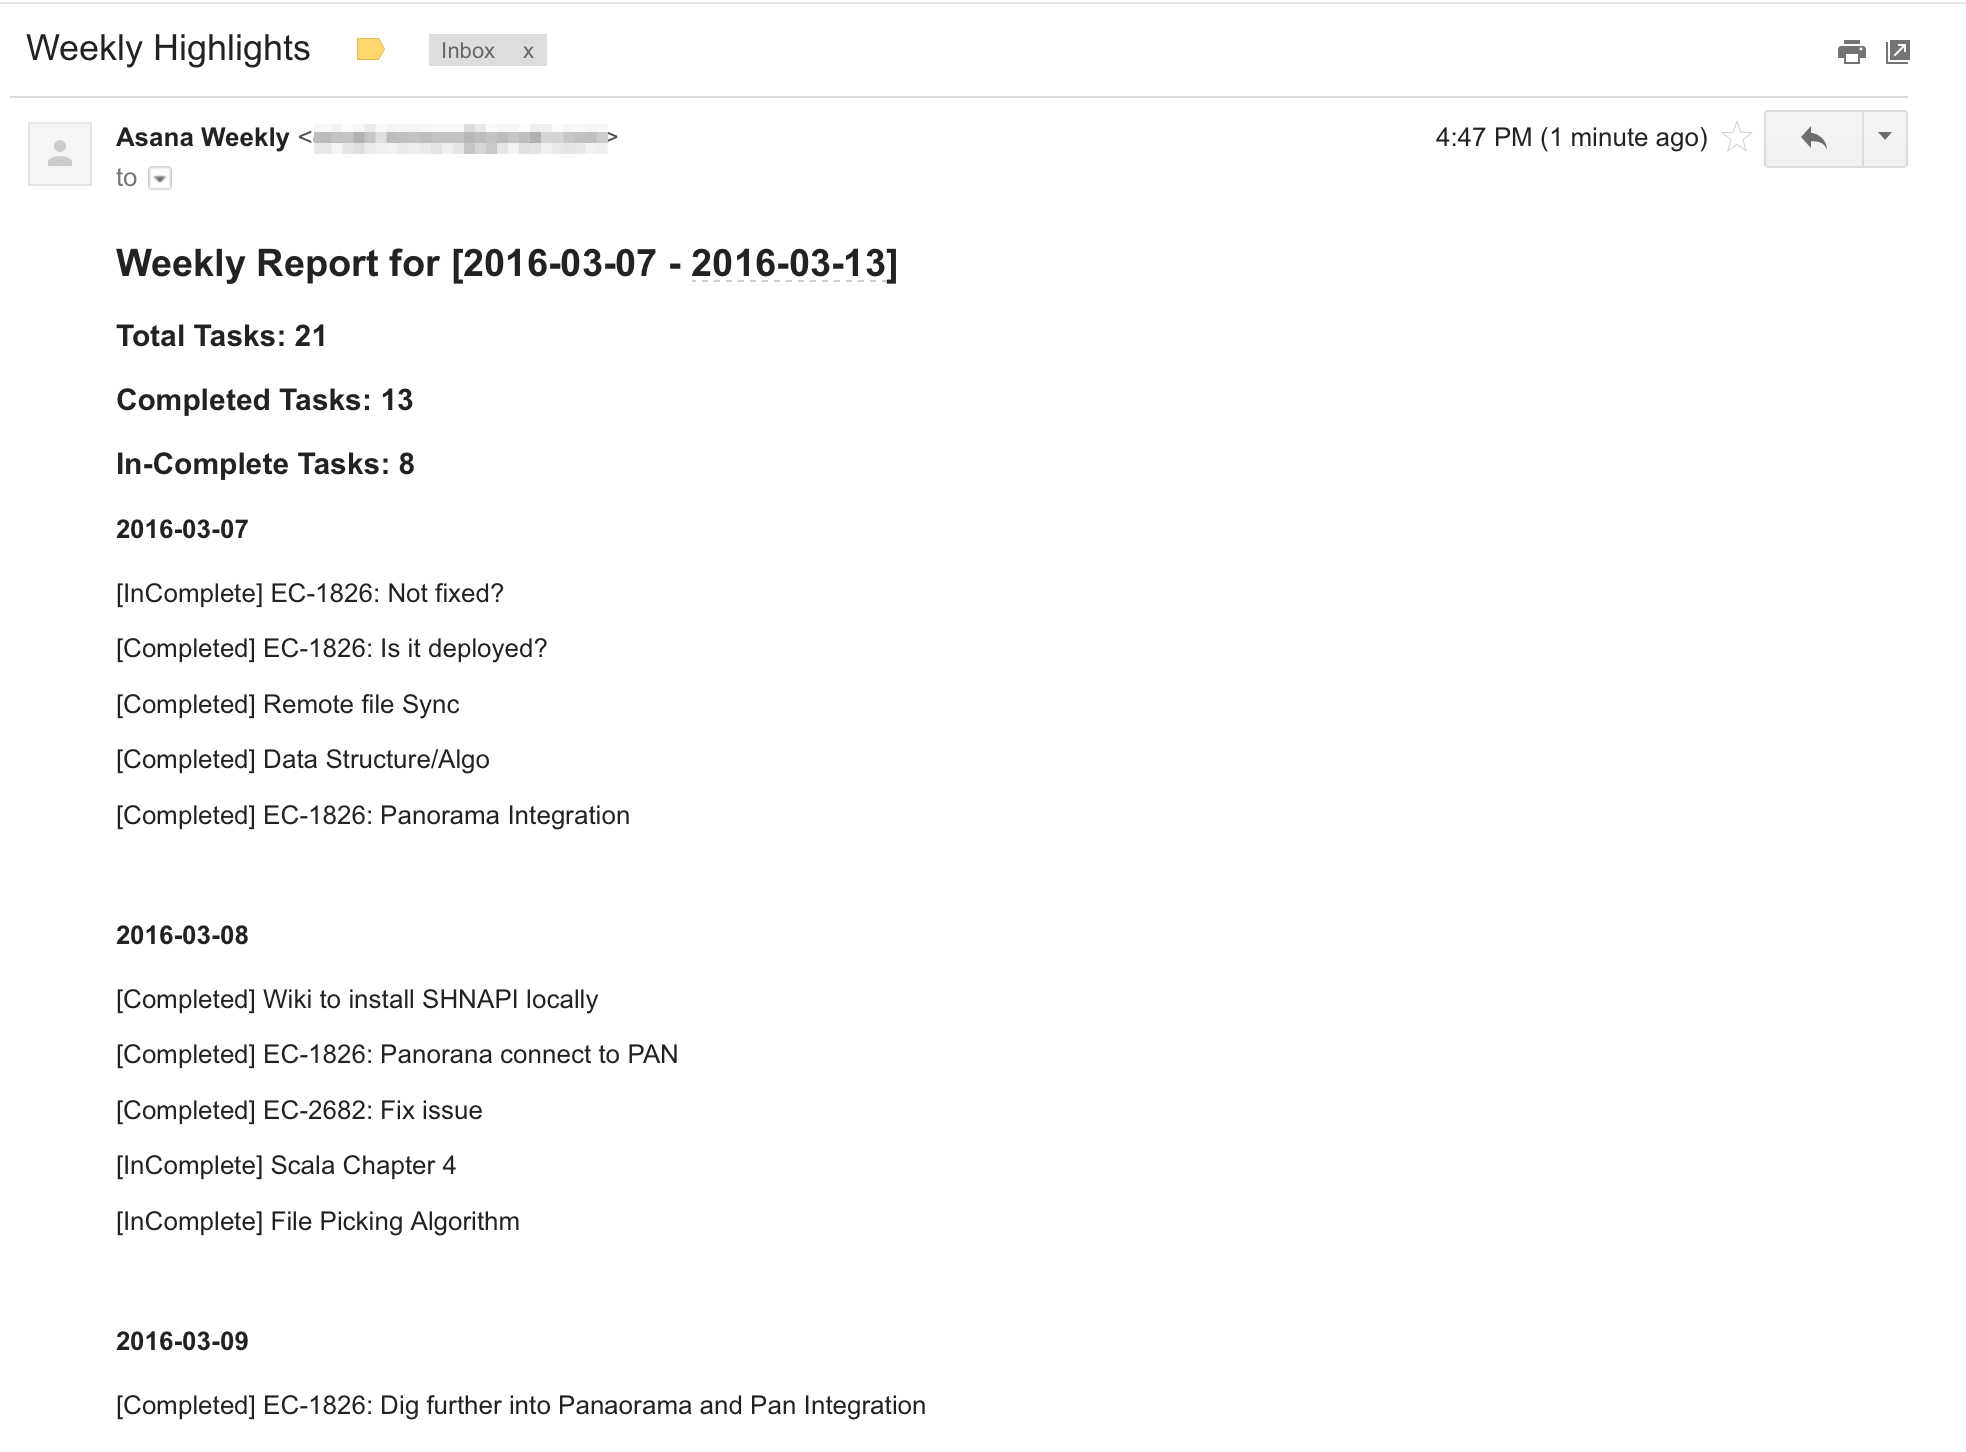 Weekly Highlights Inbox x
Asana Weekly < > 4:47 PM (1 minute ago)
to
Weekly Report for [2016-03-07 - 2016-03-13]
Total Tasks: 21
Completed Tasks: 13
In-Complete Tasks: 8
2016-03-07
[InComplete] EC-1826: Not fixed?
[Completed] EC-1826: Is it deployed?
[Completed] Remote file Sync
[Completed] Data Structure/Algo
[Completed] EC-1826: Panorama Integration
2016-03-08
[Completed] Wiki to install SHNAPI locally
[Completed] EC-1826: Panorana connect to PAN
[Completed] EC-2682: Fix issue
[InComplete] Scala Chapter 4
[InComplete] File Picking Algorithm
2016-03-09
[Completed] EC-1826: Dig further into Panaorama and Pan Integration